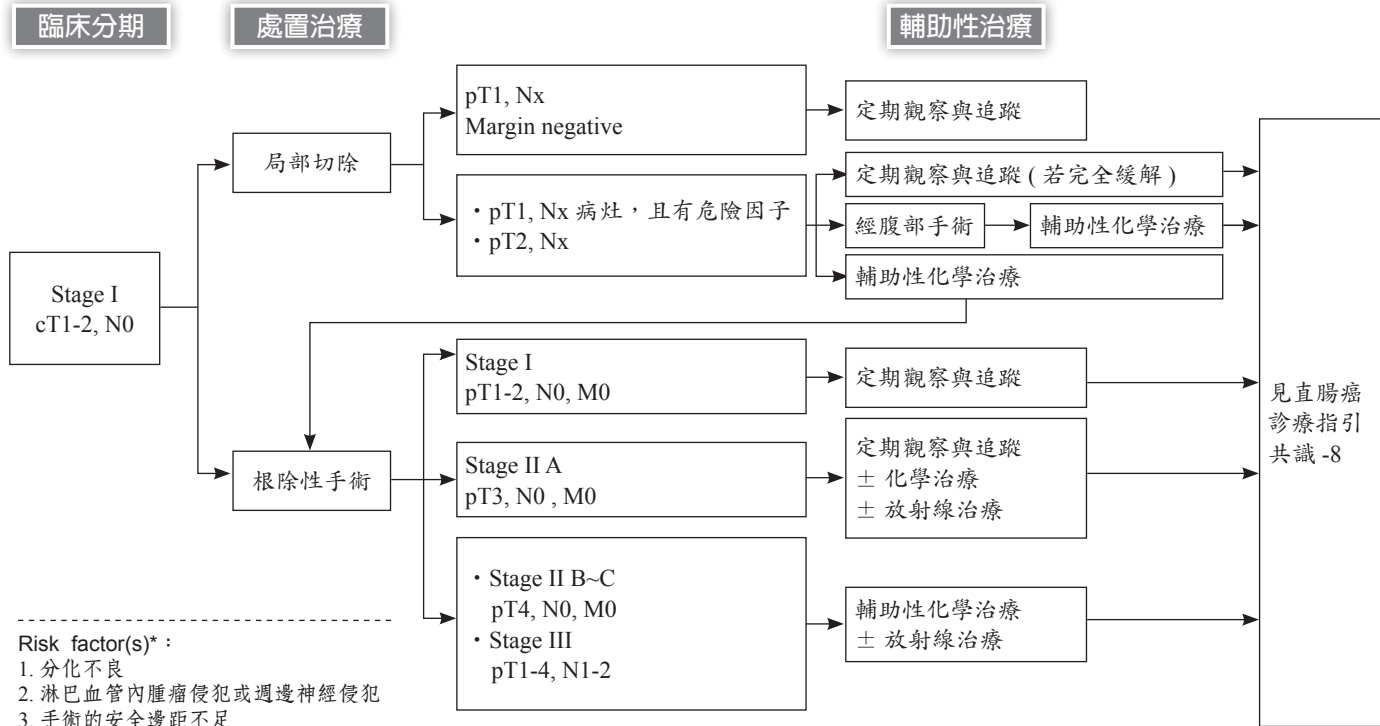 臨床分期
處置治療
輔助性治療
Stage I
cT1-2, N0
局部切除
pT1, Nx
Margin negative
定期觀察與追蹤
・pT1, Nx 病灶，且有危險因子
・pT2, Nx
定期觀察與追蹤 ( 若完全緩解 )
經腹部手術
輔助性化學治療
輔助性化學治療
根除性手術
Stage I
pT1-2, N0, M0
定期觀察與追蹤
Stage II A
pT3, N0 , M0
定期觀察與追蹤
± 化學治療
± 放射線治療
・Stage II B~C
pT4, N0, M0
・Stage III
pT1-4, N1-2
輔助性化學治療
± 放射線治療
見直腸癌
診療指引
共識 -8
Risk factor(s)*：
1. 分化不良
2. 淋巴血管內腫瘤侵犯或週邊神經侵犯
3. 手術的安全邊距不足